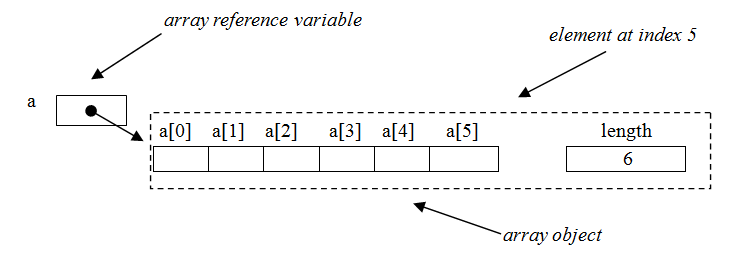 array reference variable
element at index 5
a
a[0] a[1] a[2] a[3] a[4] a[5] length
6
array object